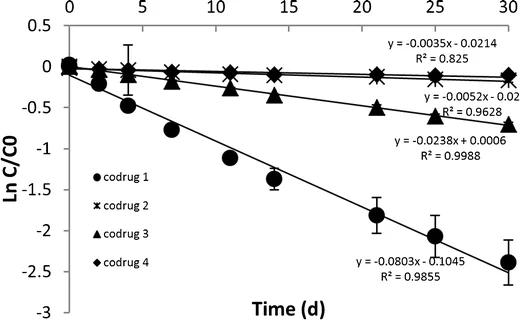 0 5 10 15 20 25 30
0.5
0
-0.5
-1
-1.5
-2
-2.5
-3
Ln C/C0
y = -0.0035x - 0.0214
R² = 0.825
y = -0.0052x - 0.02
R² = 0.9628
y = -0.0238x + 0.0006
R² = 0.9988
codrug 1
codrug 2
codrug 3
codrug 4
y = -0.0803x - 0.1045
R² = 0.9855
Time (d)